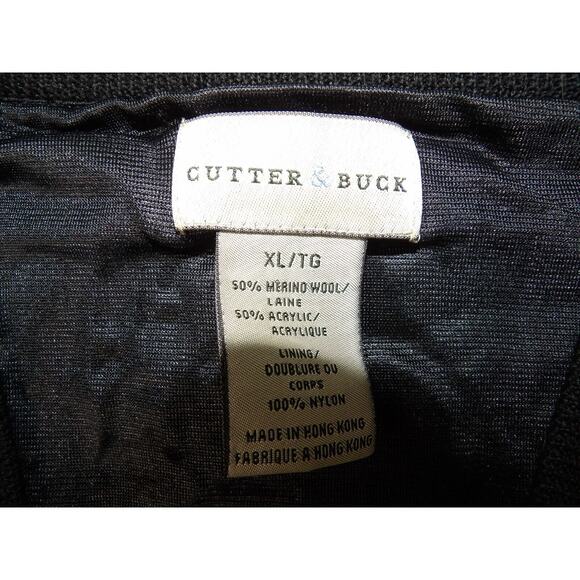 CUTTER & BUCK
XL/TG
50% MERINO WOOL/
LAINE
50% ACRYLIC/
ACRYLIQUE
LINING/
DOUBLURE DU
CORPS
100% NYLON
MADE IN HONG KONG
FABRIQUE A HONG KONG